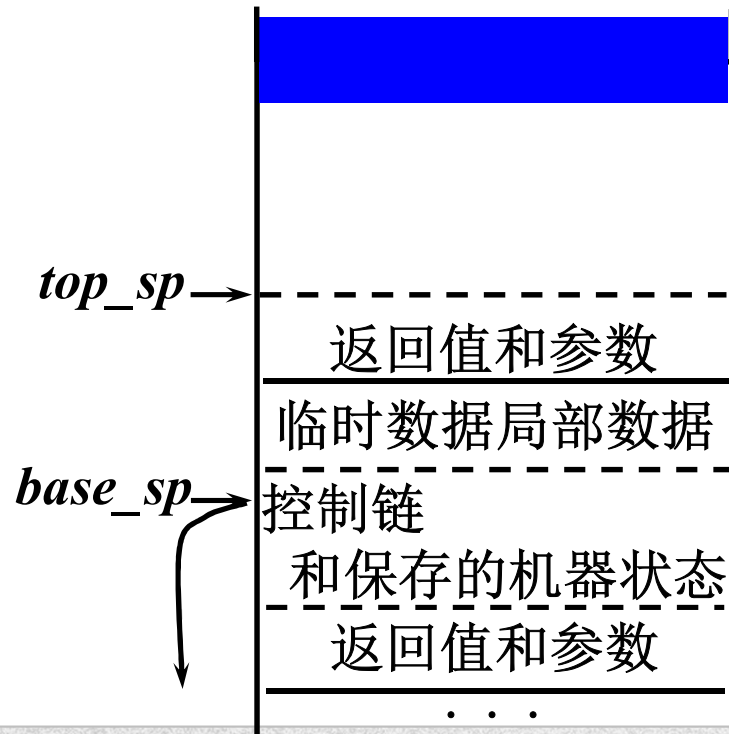 top_sp
返回值和参数
临时数据局部数据
base_sp
控制链
和保存的机器状态
返回值和参数
. . .